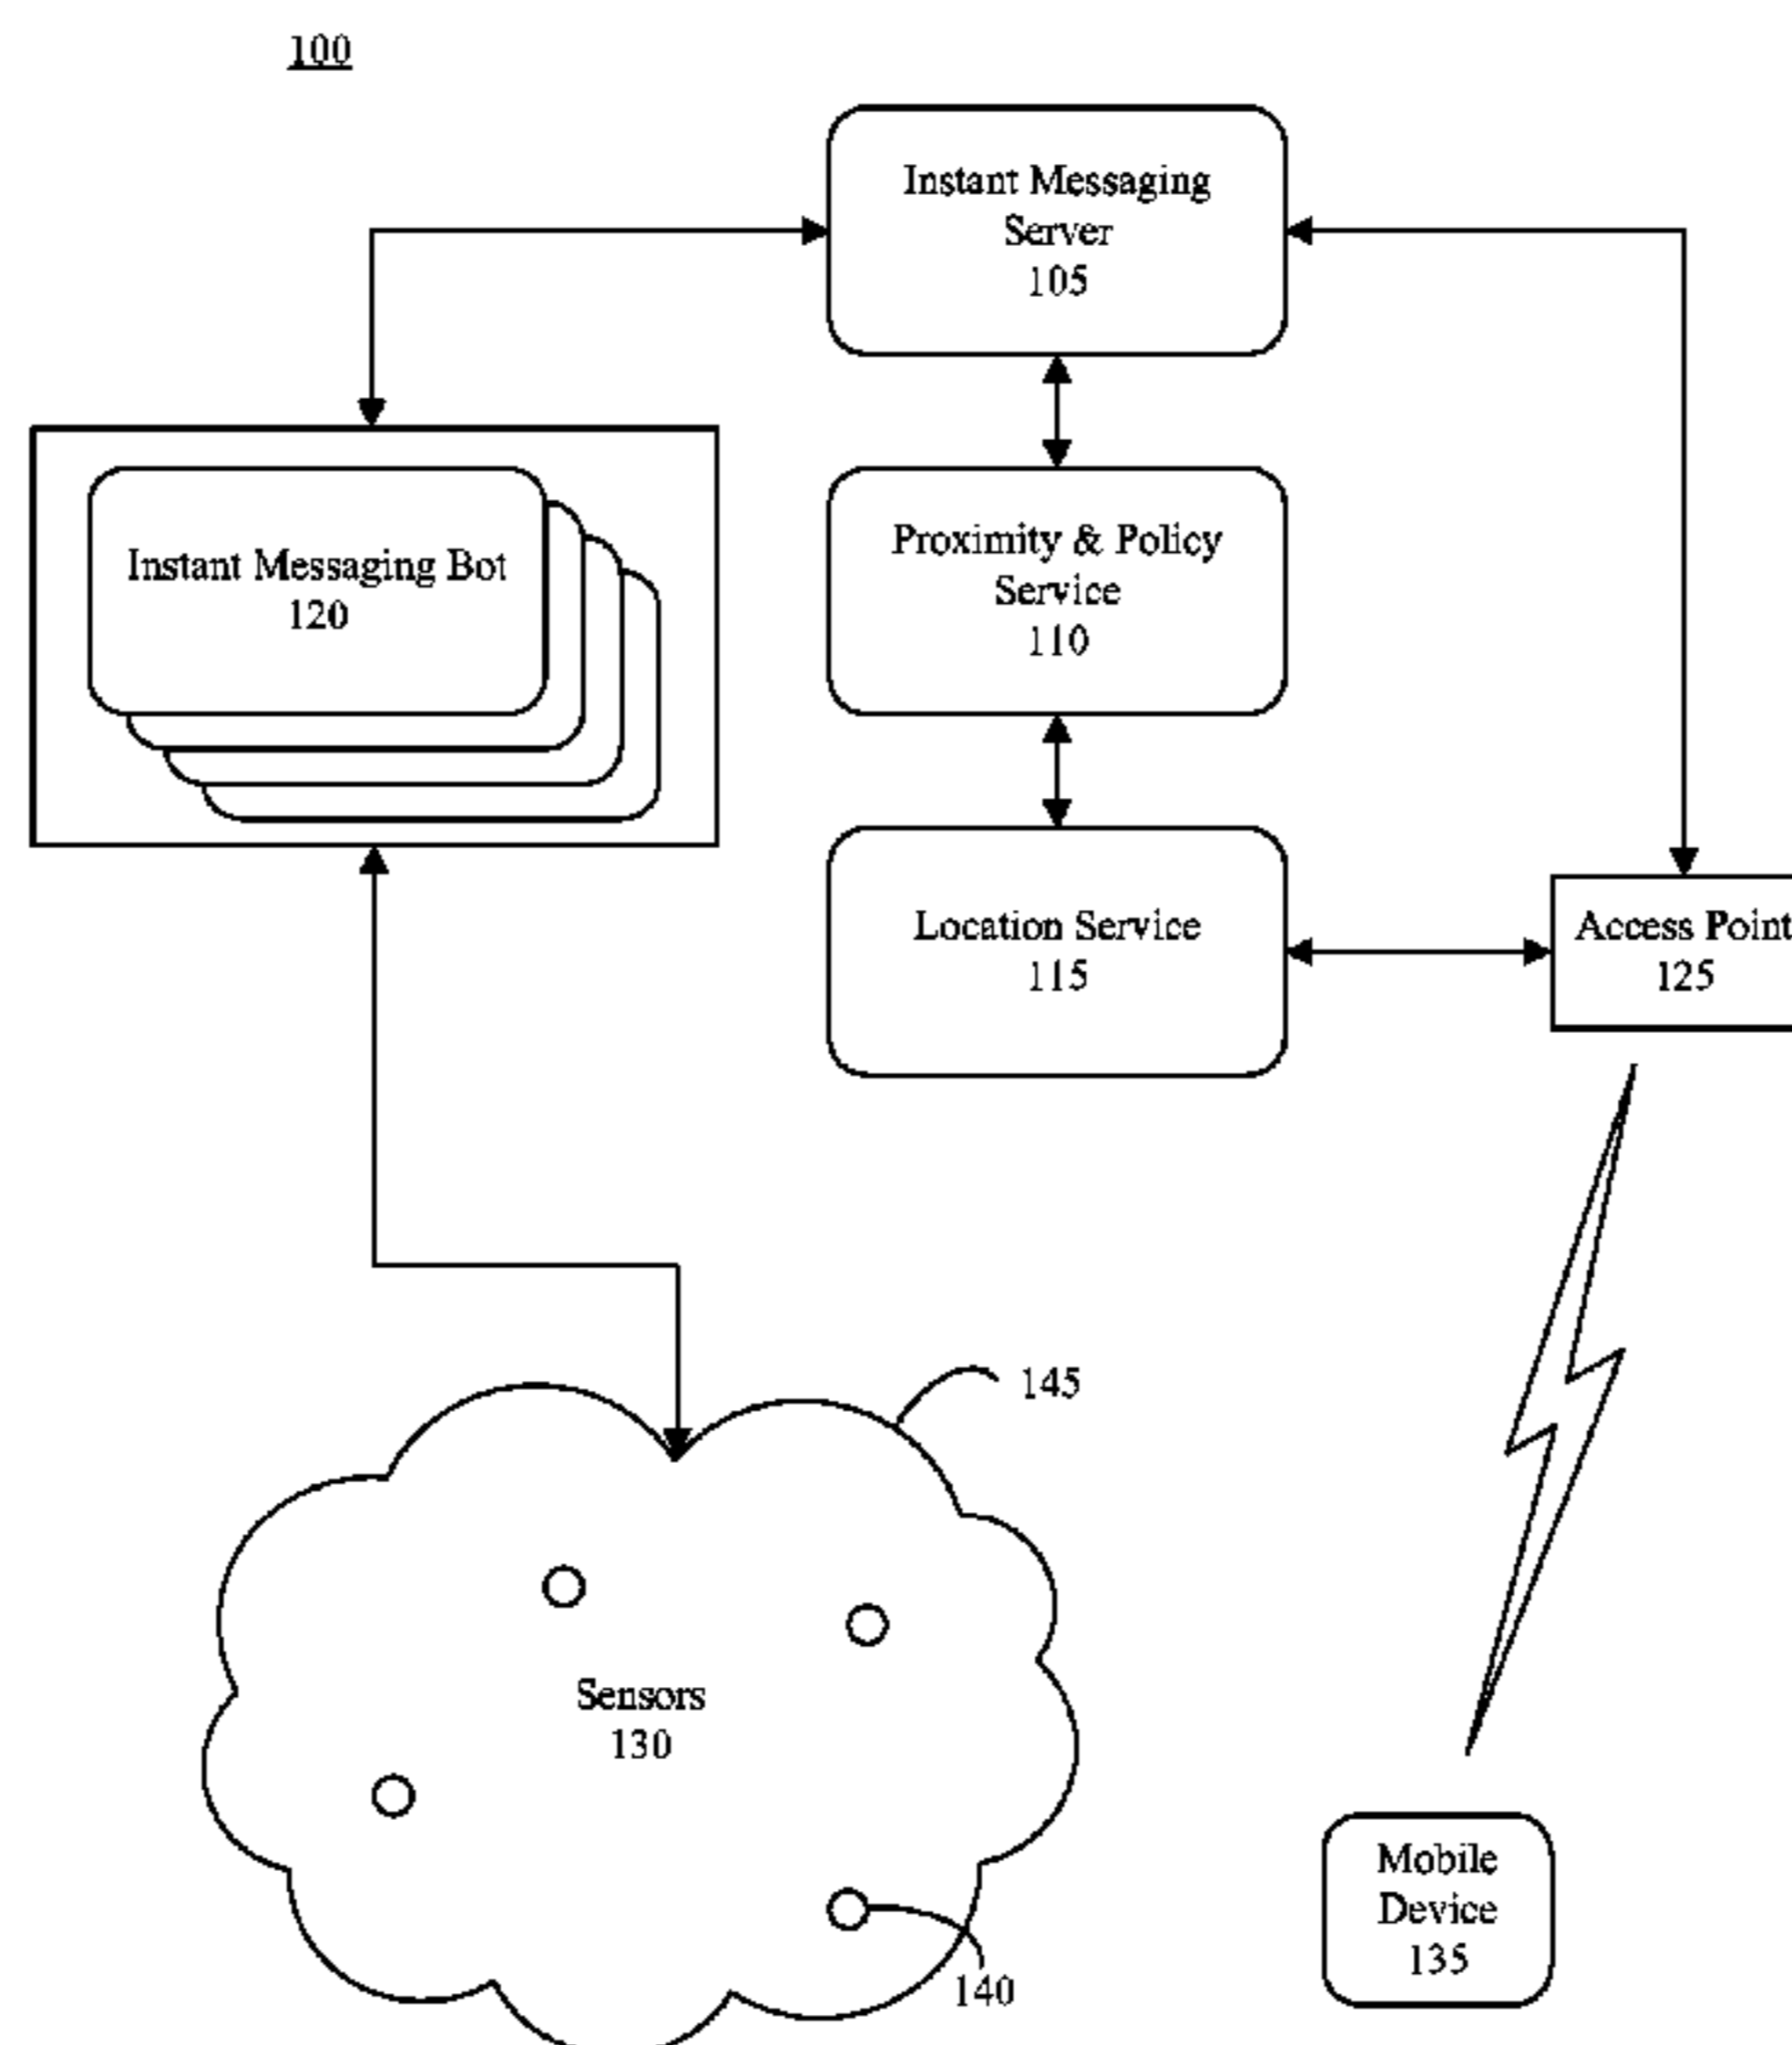 100
Instant Messaging
Server
105
Instant Messaging Bot
120
Proximity & Policy
Service
110
Location Service
115
Access Point
125
145
Sensors
130
140
Mobile
Device
135